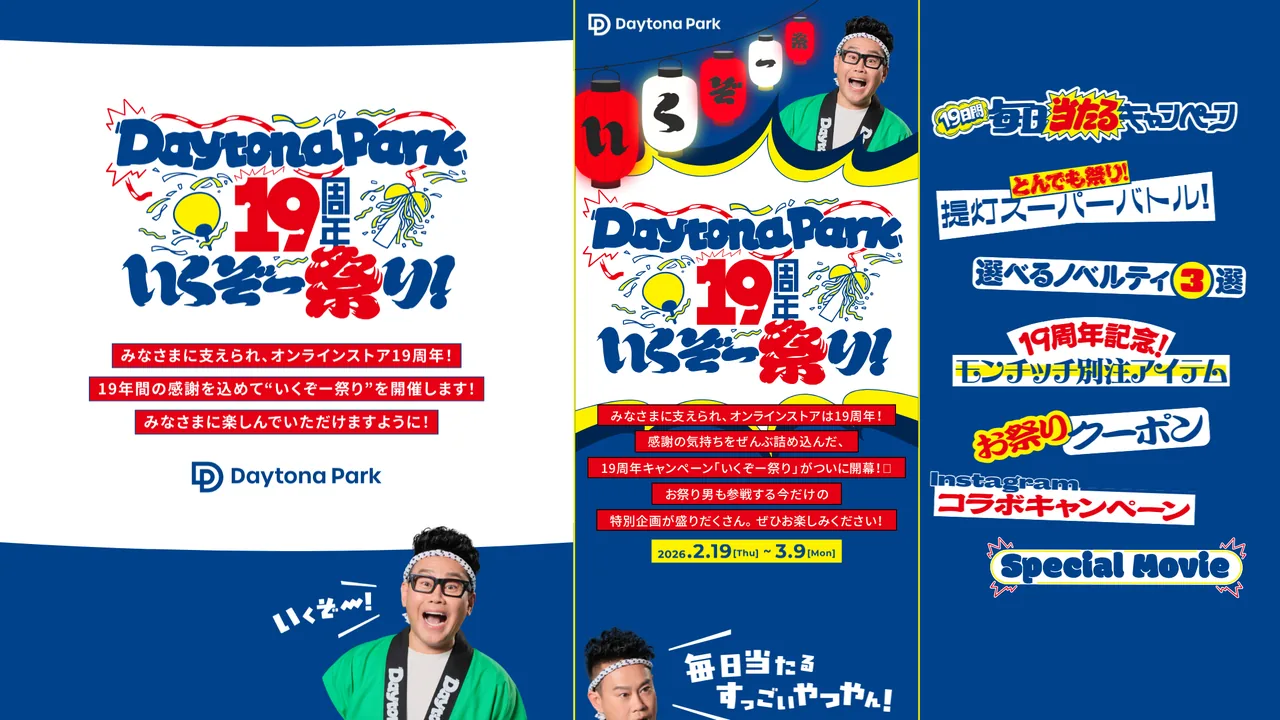 Daytona Park
19周年
いくぞー祭り!
みなさまに支えられ、オンラインストア19周年!
19年間の感謝を込めて“いくぞー祭り”を開催します!
みなさまに楽しんでいただけますように!
Daytona Park
いくぞ〜!
Daytona
Daytona Park
いくぞー祭
Daytona
Daytona Park
19周年
いくぞー祭り!
みなさまに支えられ、オンラインストアは19周年!
感謝の気持ちをぜんぶ詰め込んだ、
19周年キャンペーン「いくぞー祭り」がついに開幕!□
お祭り男も参戦する今だけの
特別企画が盛りだくさん。ぜひお楽しみください!
2026.2.19[Thu] ~ 3.9[Mon]
毎日当たる
すっごいやつやん!
19日間毎日当たるキャンペーン
とんでも祭り!
提灯スーパーバトル!
選べるノベルティ3選
19周年記念!
モンチッチ別注アイテム
お祭りクーポン
Instagram
コラボキャンペーン
Special Movie